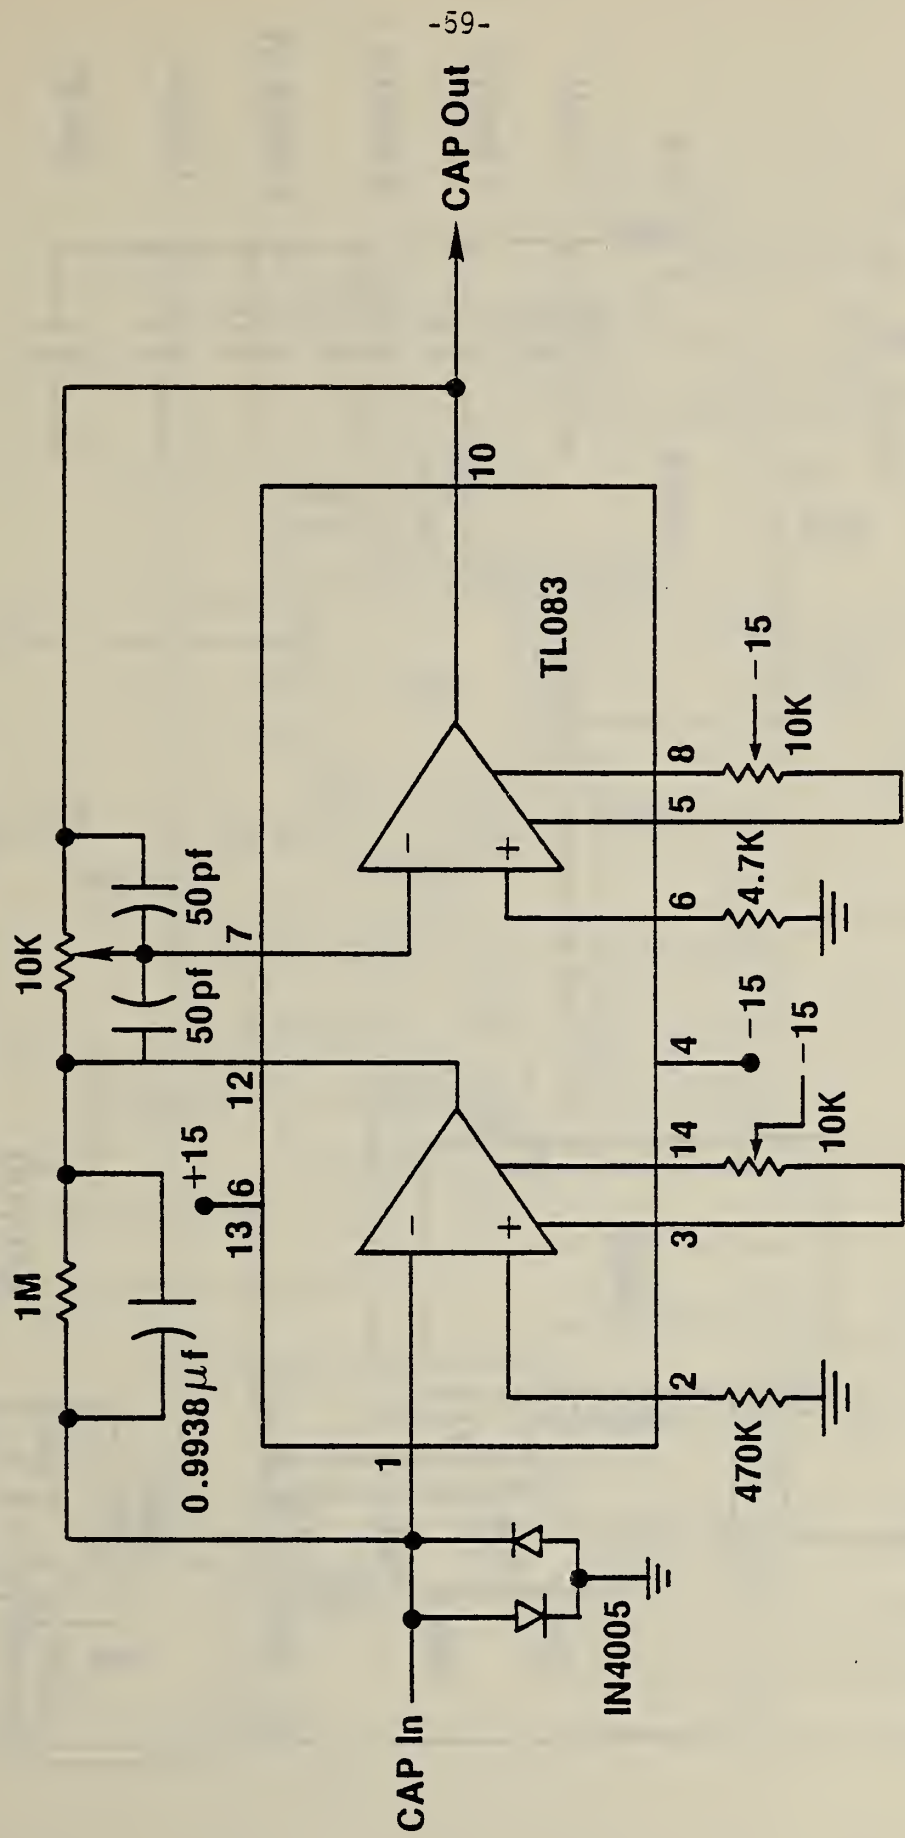 -59-
10K
1M
50pf
50pf
0.9938μf
+15
13 6
12
7
1
10
CAP In
CAP Out
−
+
−
+
TL083
IN4005
2
3
14
4
6
5
8
470K
10K
−15
−15
4.7K
10K
−15